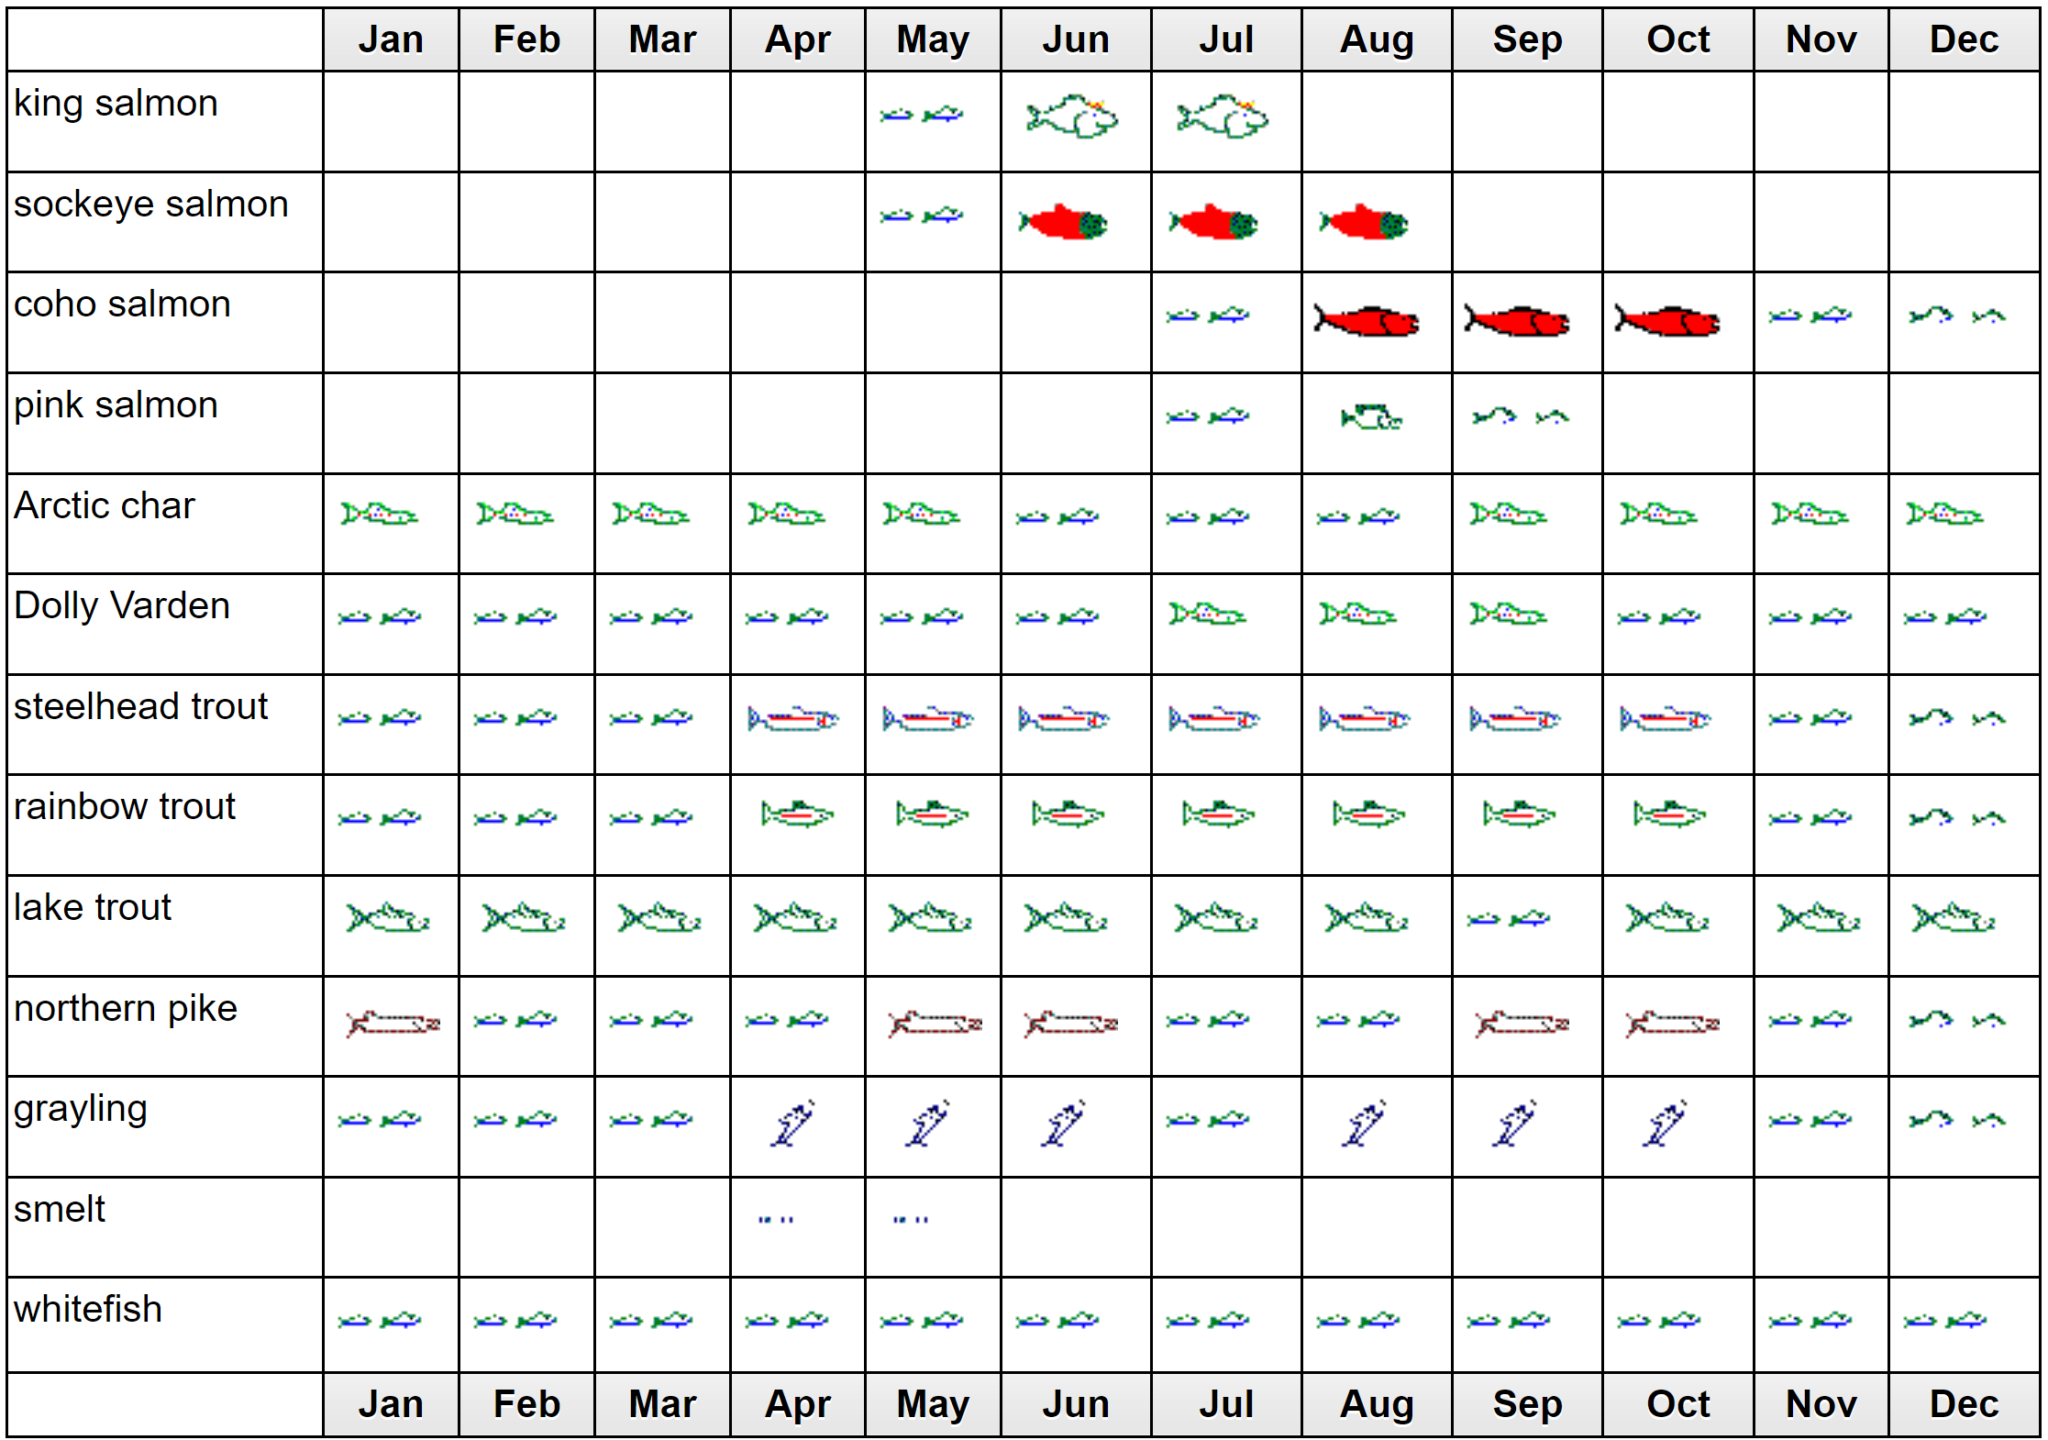 Jan Feb Mar Apr May Jun Jul Aug Sep Oct Nov Dec
king salmon
sockeye salmon
coho salmon
pink salmon
Arctic char
Dolly Varden
steelhead trout
rainbow trout
lake trout
northern pike
grayling
smelt
whitefish
Jan Feb Mar Apr May Jun Jul Aug Sep Oct Nov Dec